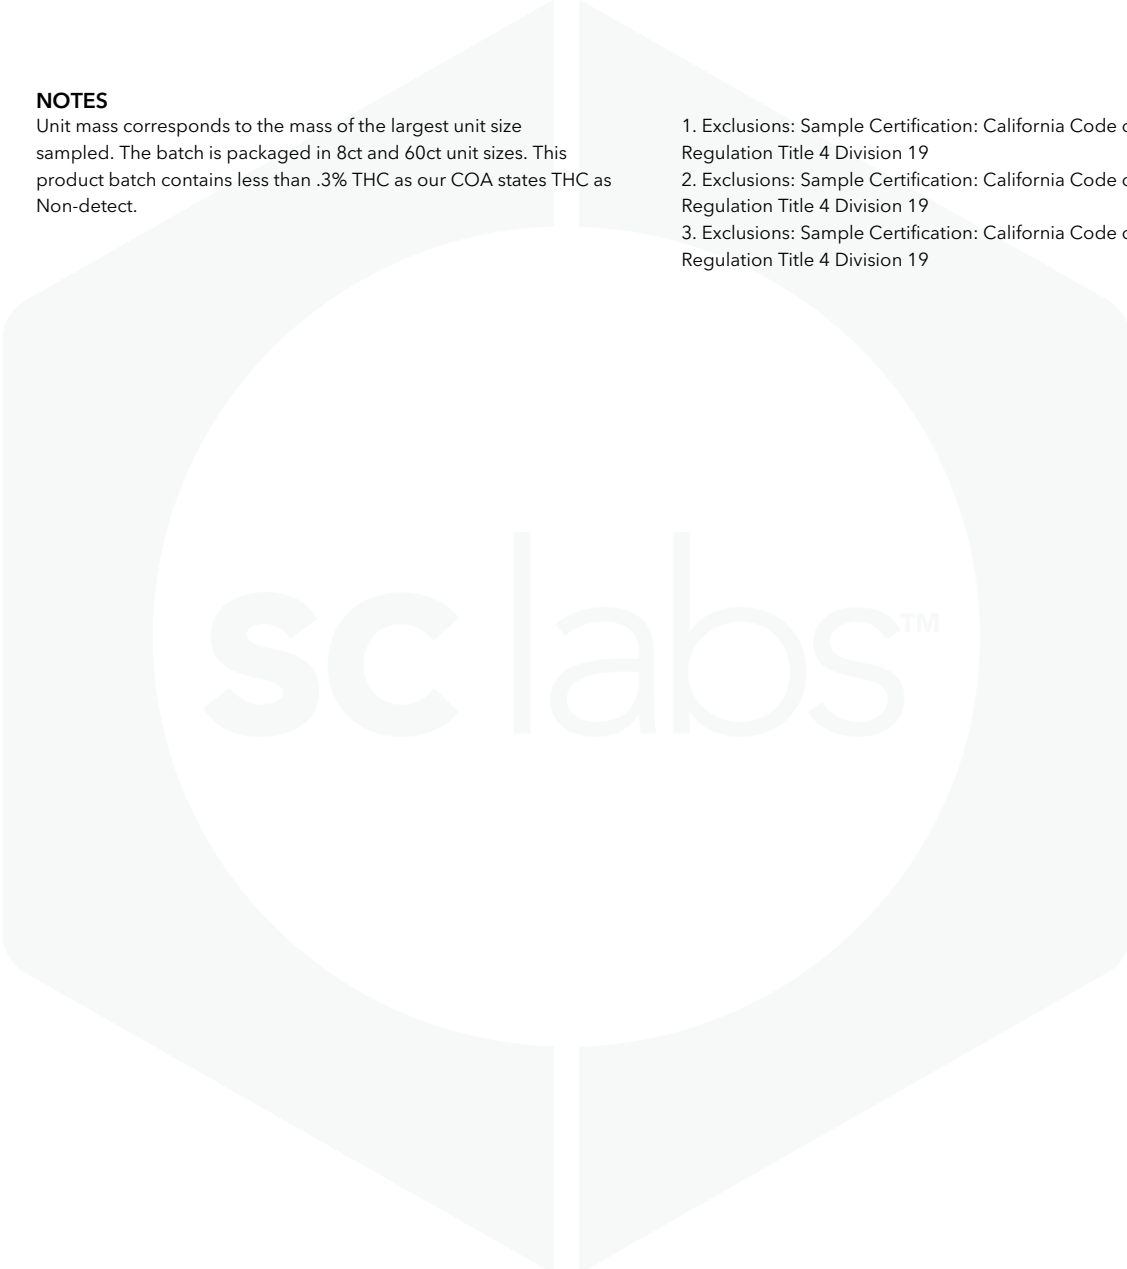 NOTES
Unit mass corresponds to the mass of the largest unit size
sampled. The batch is packaged in 8ct and 60ct unit sizes. This
product batch contains less than .3% THC as our COA states THC as
Non-detect.
1. Exclusions: Sample Certification: California Code
Regulation Title 4 Division 19
2. Exclusions: Sample Certification: California Code
Regulation Title 4 Division 19
3. Exclusions: Sample Certification: California Code
Regulation Title 4 Division 19
sc labs™